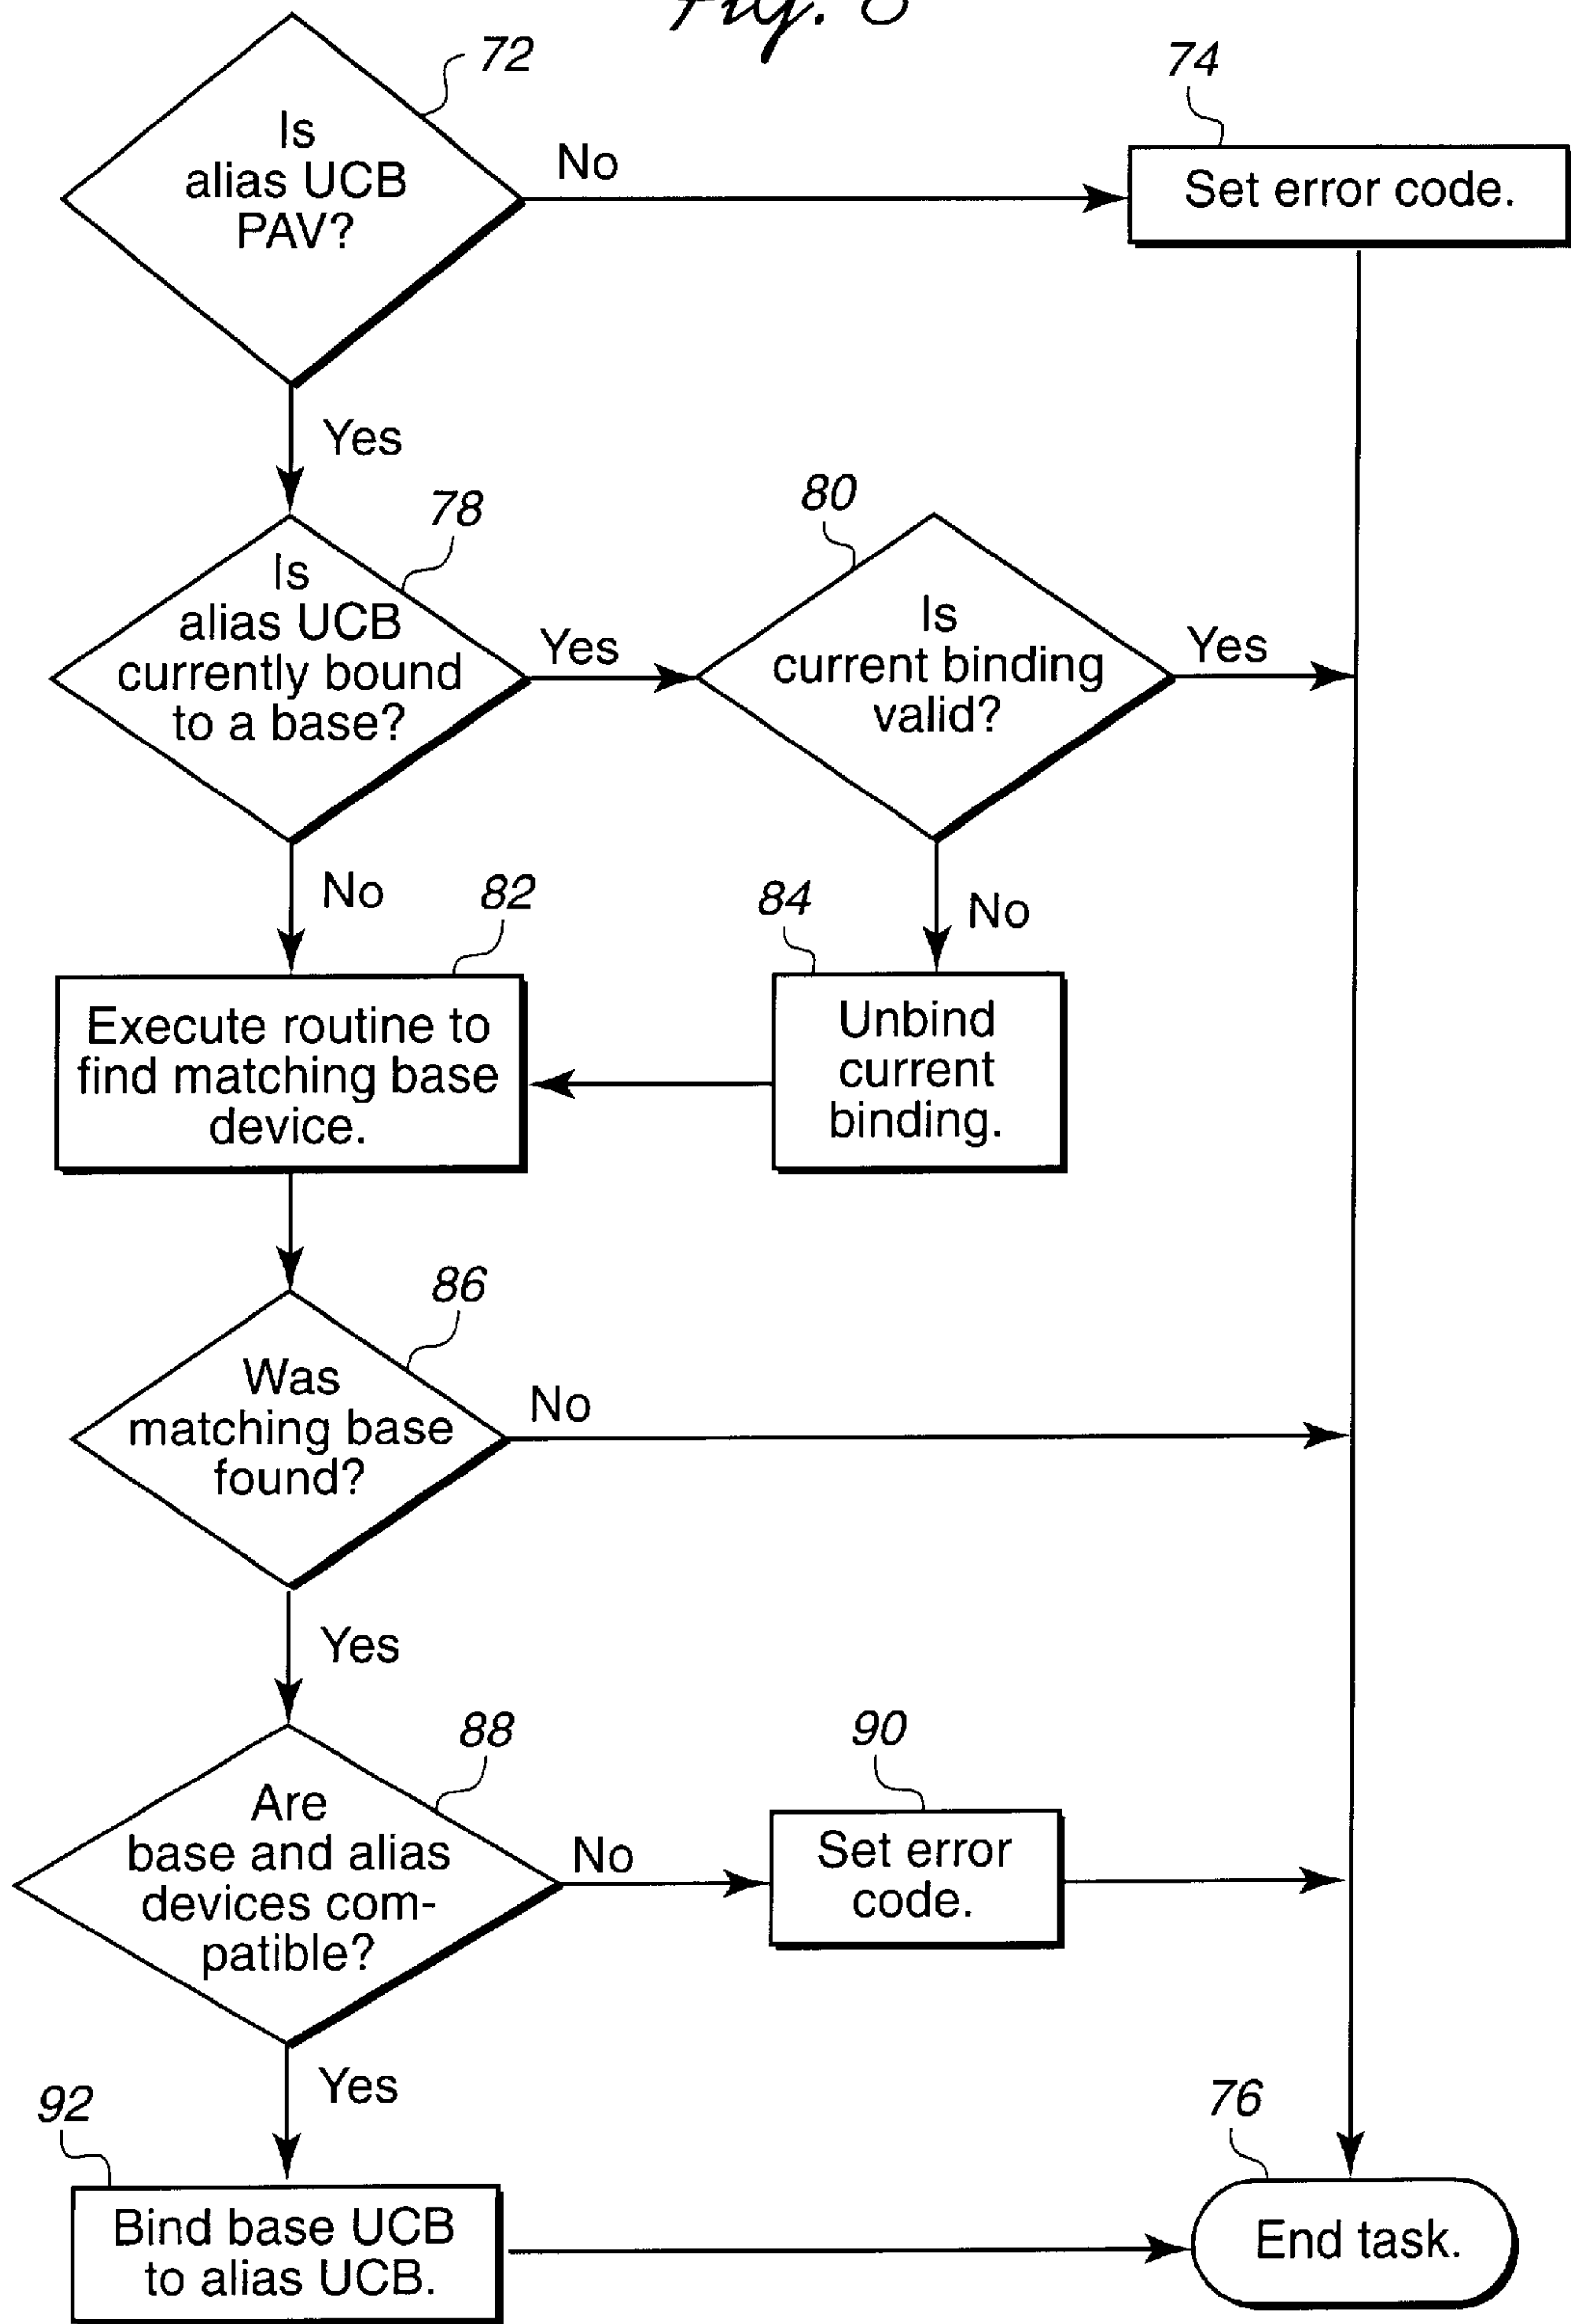 72
Is
alias UCB
PAV?
No
74
Set error code.
Yes
78
Is
alias UCB
currently bound
to a base?
Yes
80
Is
current binding
valid?
Yes
No
82
Execute routine to
find matching base
device.
No
84
Unbind
current
binding.
86
Was
matching base
found?
No
Yes
88
Are
base and alias
devices com-
patible?
No
90
Set error
code.
Yes
92
Bind base UCB
to alias UCB.
76
End task.